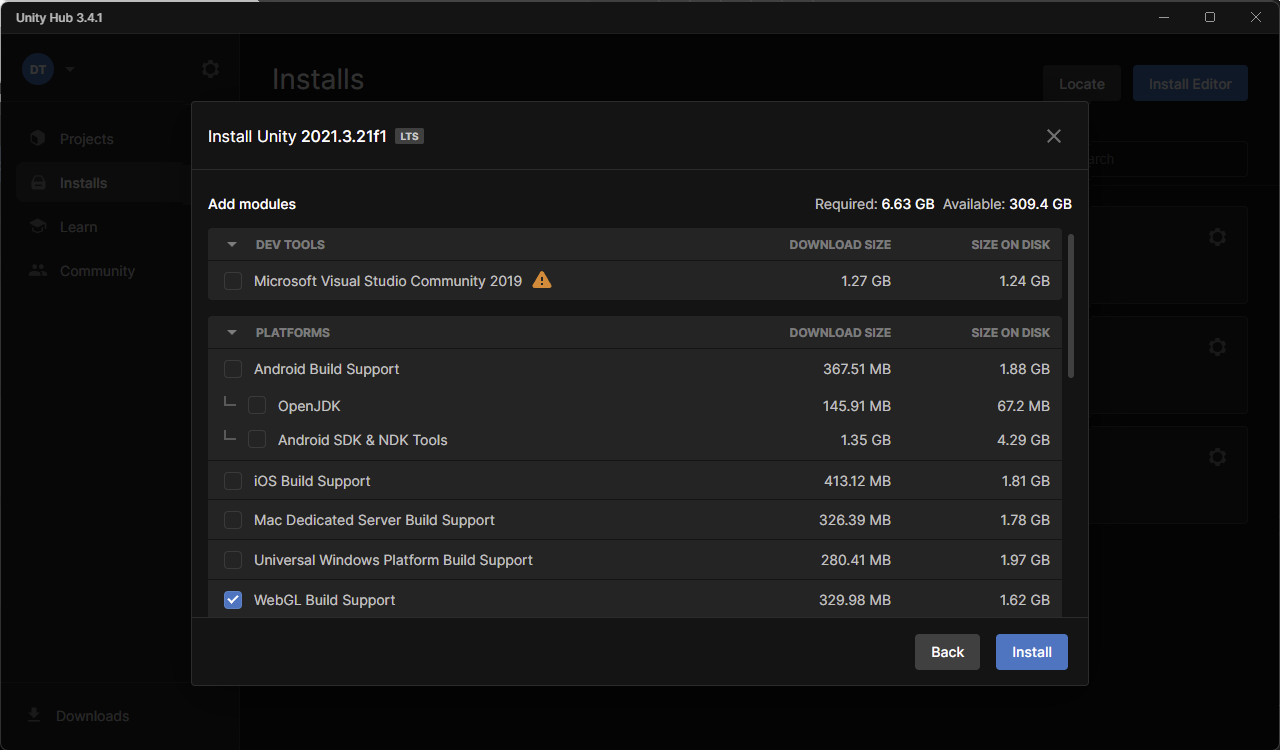 Unity Hub 3.4.1
DT
Installs
Locate
Install Editor
Projects
Installs
Learn
Community
Downloads
Install Unity 2021.3.21f1 LTS
Add modules
Required: 6.63 GB Available: 309.4 GB
DEV TOOLS DOWNLOAD SIZE SIZE ON DISK
Microsoft Visual Studio Community 2019 1.27 GB 1.24 GB
PLATFORMS DOWNLOAD SIZE SIZE ON DISK
Android Build Support 367.51 MB 1.88 GB
OpenJDK 145.91 MB 67.2 MB
Android SDK & NDK Tools 1.35 GB 4.29 GB
iOS Build Support 413.12 MB 1.81 GB
Mac Dedicated Server Build Support 326.39 MB 1.78 GB
Universal Windows Platform Build Support 280.41 MB 1.97 GB
WebGL Build Support 329.98 MB 1.62 GB
Back
Install